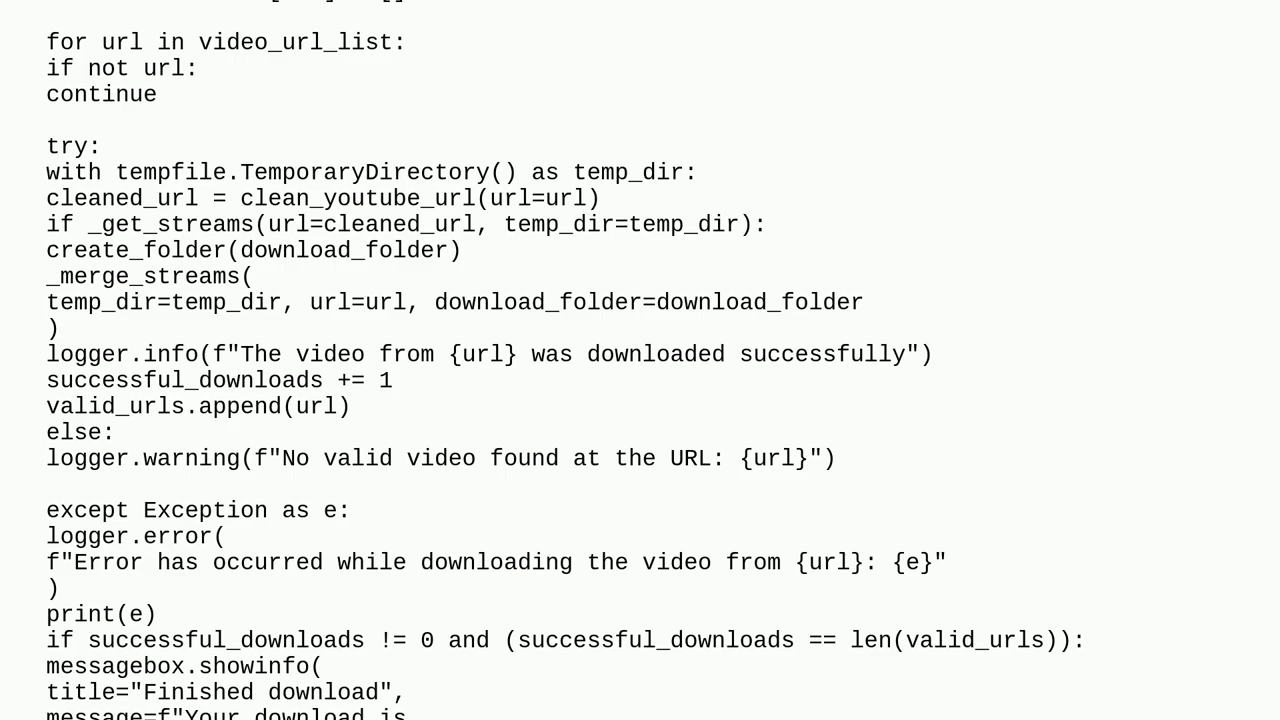 for url in video_url_list:
if not url:
continue
try:
with tempfile.TemporaryDirectory() as temp_dir:
cleaned_url = clean_youtube_url(url=url)
if _get_streams(url=cleaned_url, temp_dir=temp_dir):
create_folder(download_folder)
_merge_streams(
temp_dir=temp_dir, url=url, download_folder=download_folder
)
logger.info(f"The video from {url} was downloaded successfully")
successful_downloads += 1
valid_urls.append(url)
else:
logger.warning(f"No valid video found at the URL: {url}")
except Exception as e:
logger.error(
f"Error has occurred while downloading the video from {url}: {e}"
)
print(e)
if successful_downloads != 0 and (successful_downloads == len(valid_urls)):
messagebox.showinfo(
title="Finished download",
message=f"Your download is